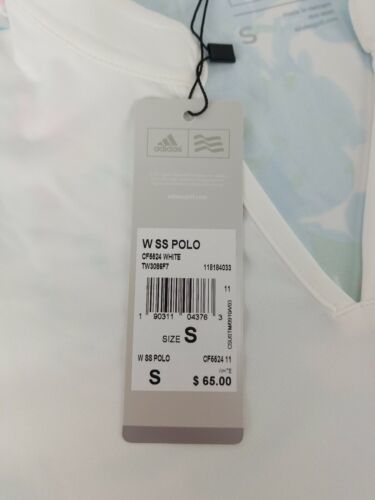 S
adidas
W SS POLO
CF5624 WHITE
TW3086F7 118184033
11
1 90311 04376 3
SIZE S
W SS POLO CF5624 11
WHITE
S $ 65.00